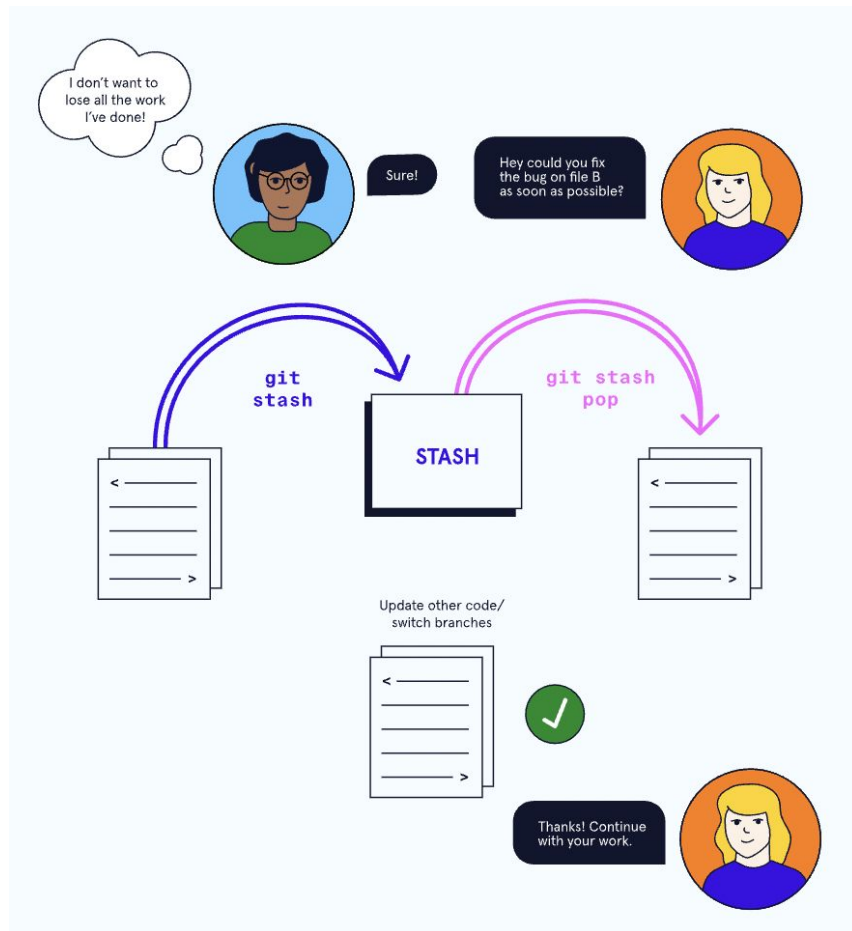 I don't want to
lose all the work
I've done!
Sure!
Hey could you fix
the bug on file B
as soon as possible?
git
stash
git stash
pop
STASH
<
>
<
>
Update other code/
switch branches
<
>
Thanks! Continue
with your work.